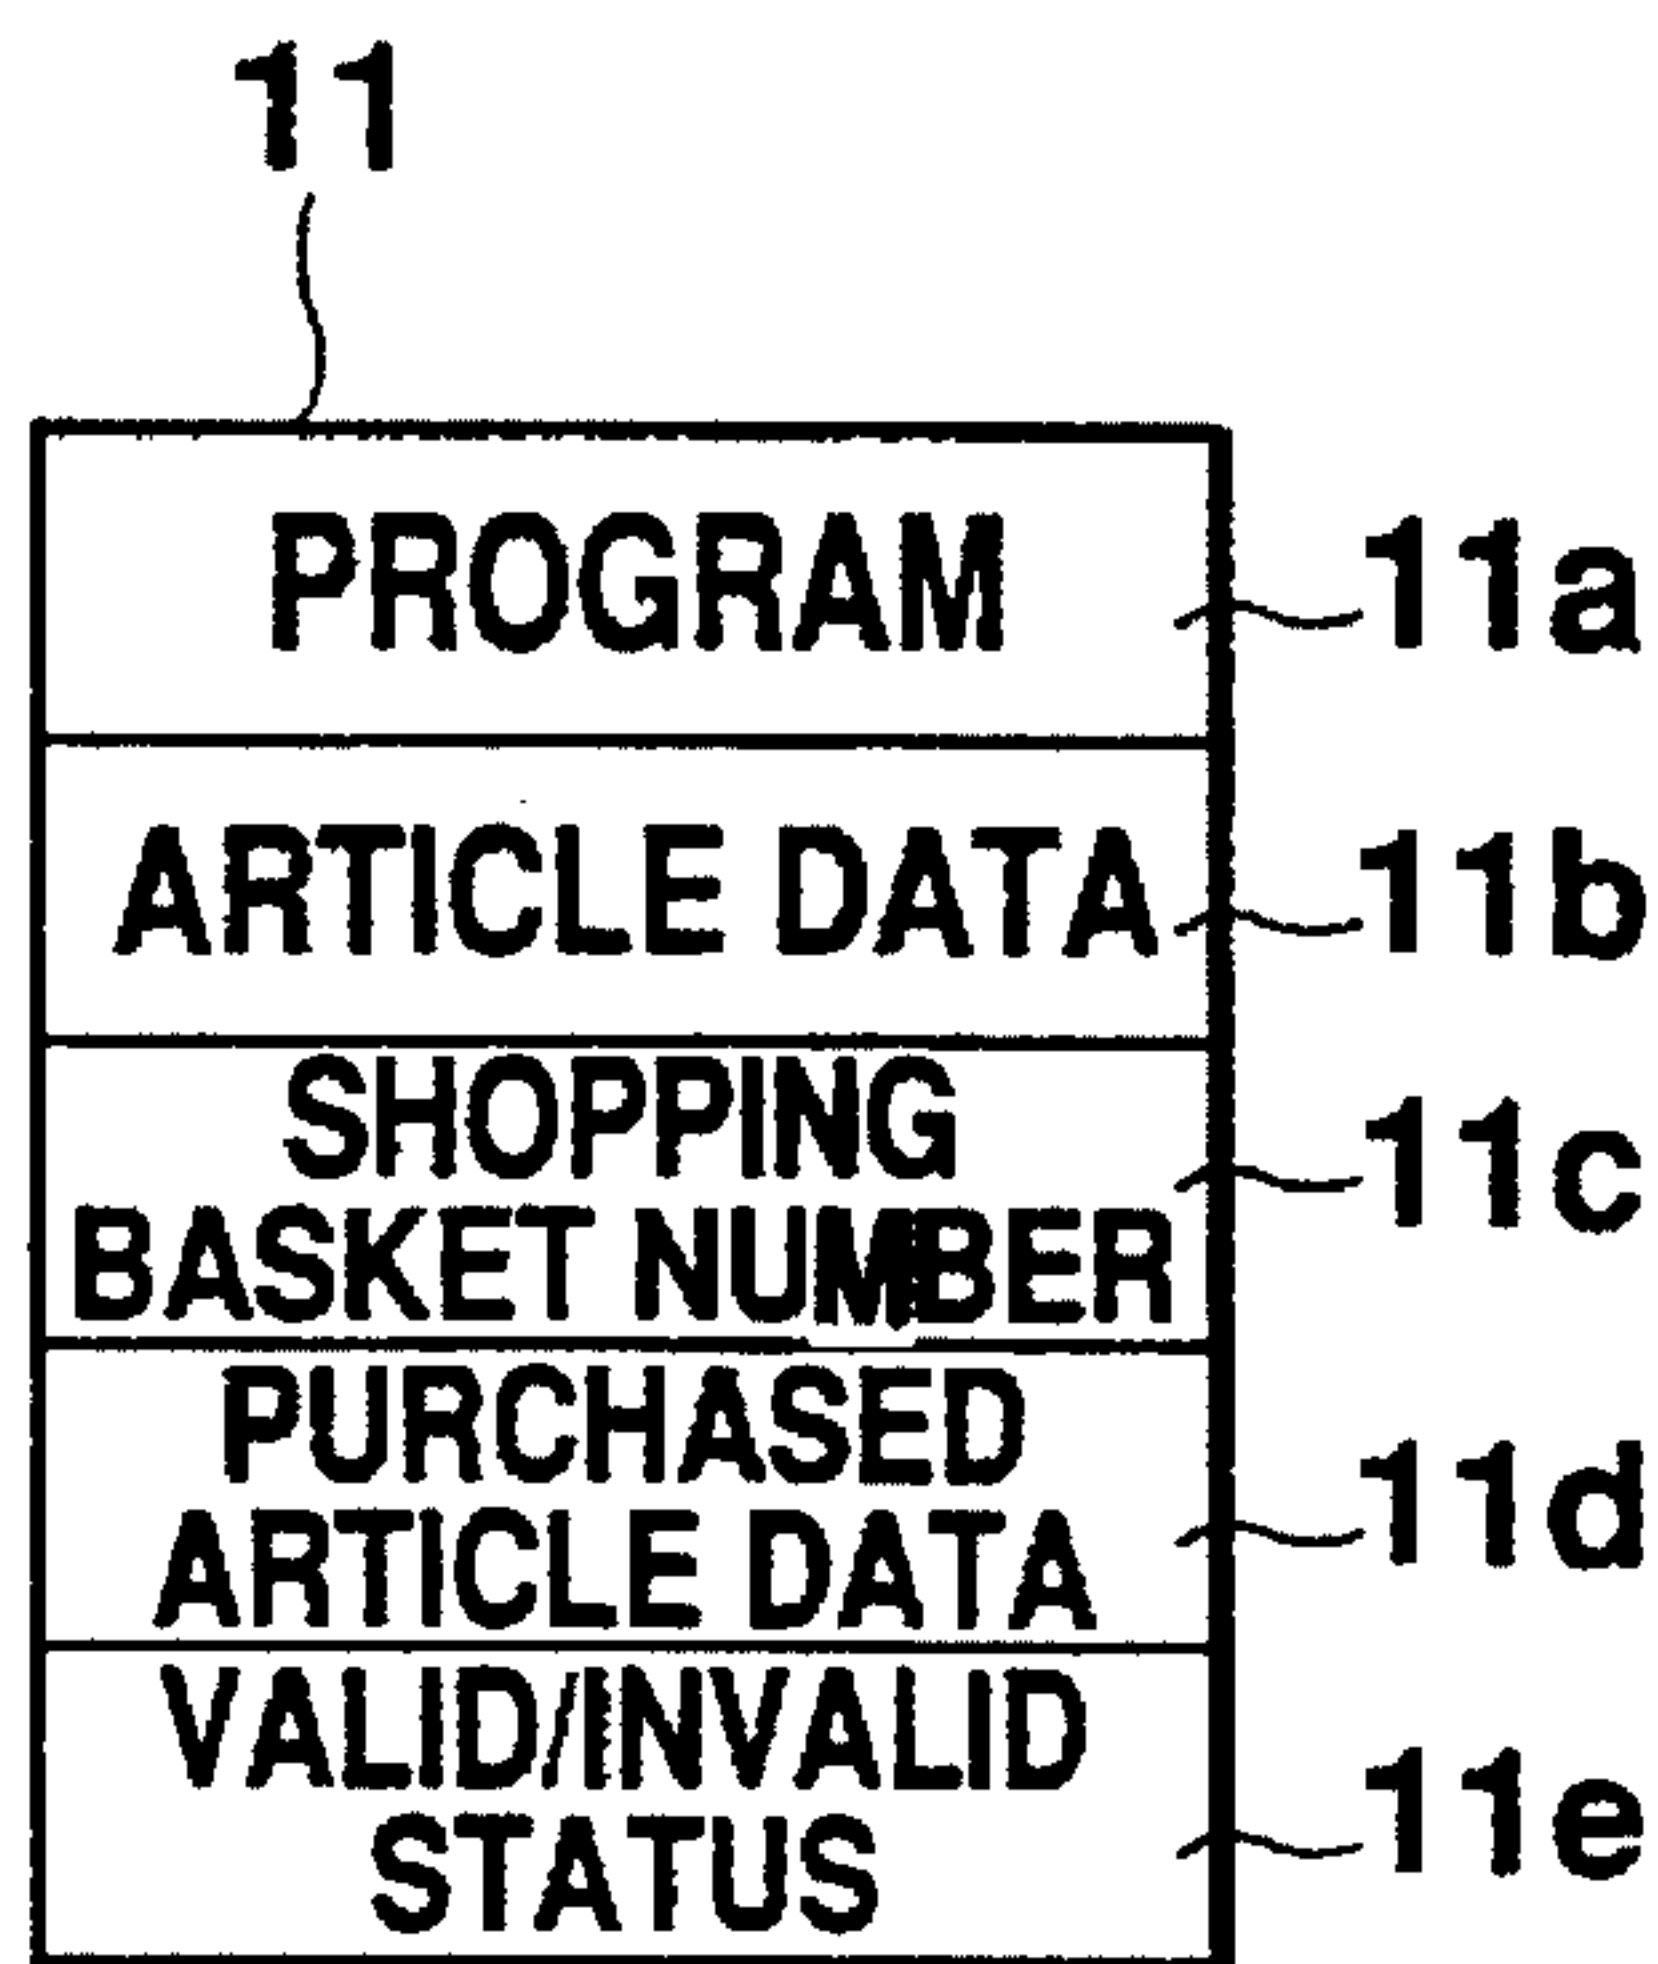 11
PROGRAM
11a
ARTICLE DATA
11b
SHOPPING
BASKET NUMBER
11c
PURCHASED
ARTICLE DATA
11d
VALID/INVALID
STATUS
11e